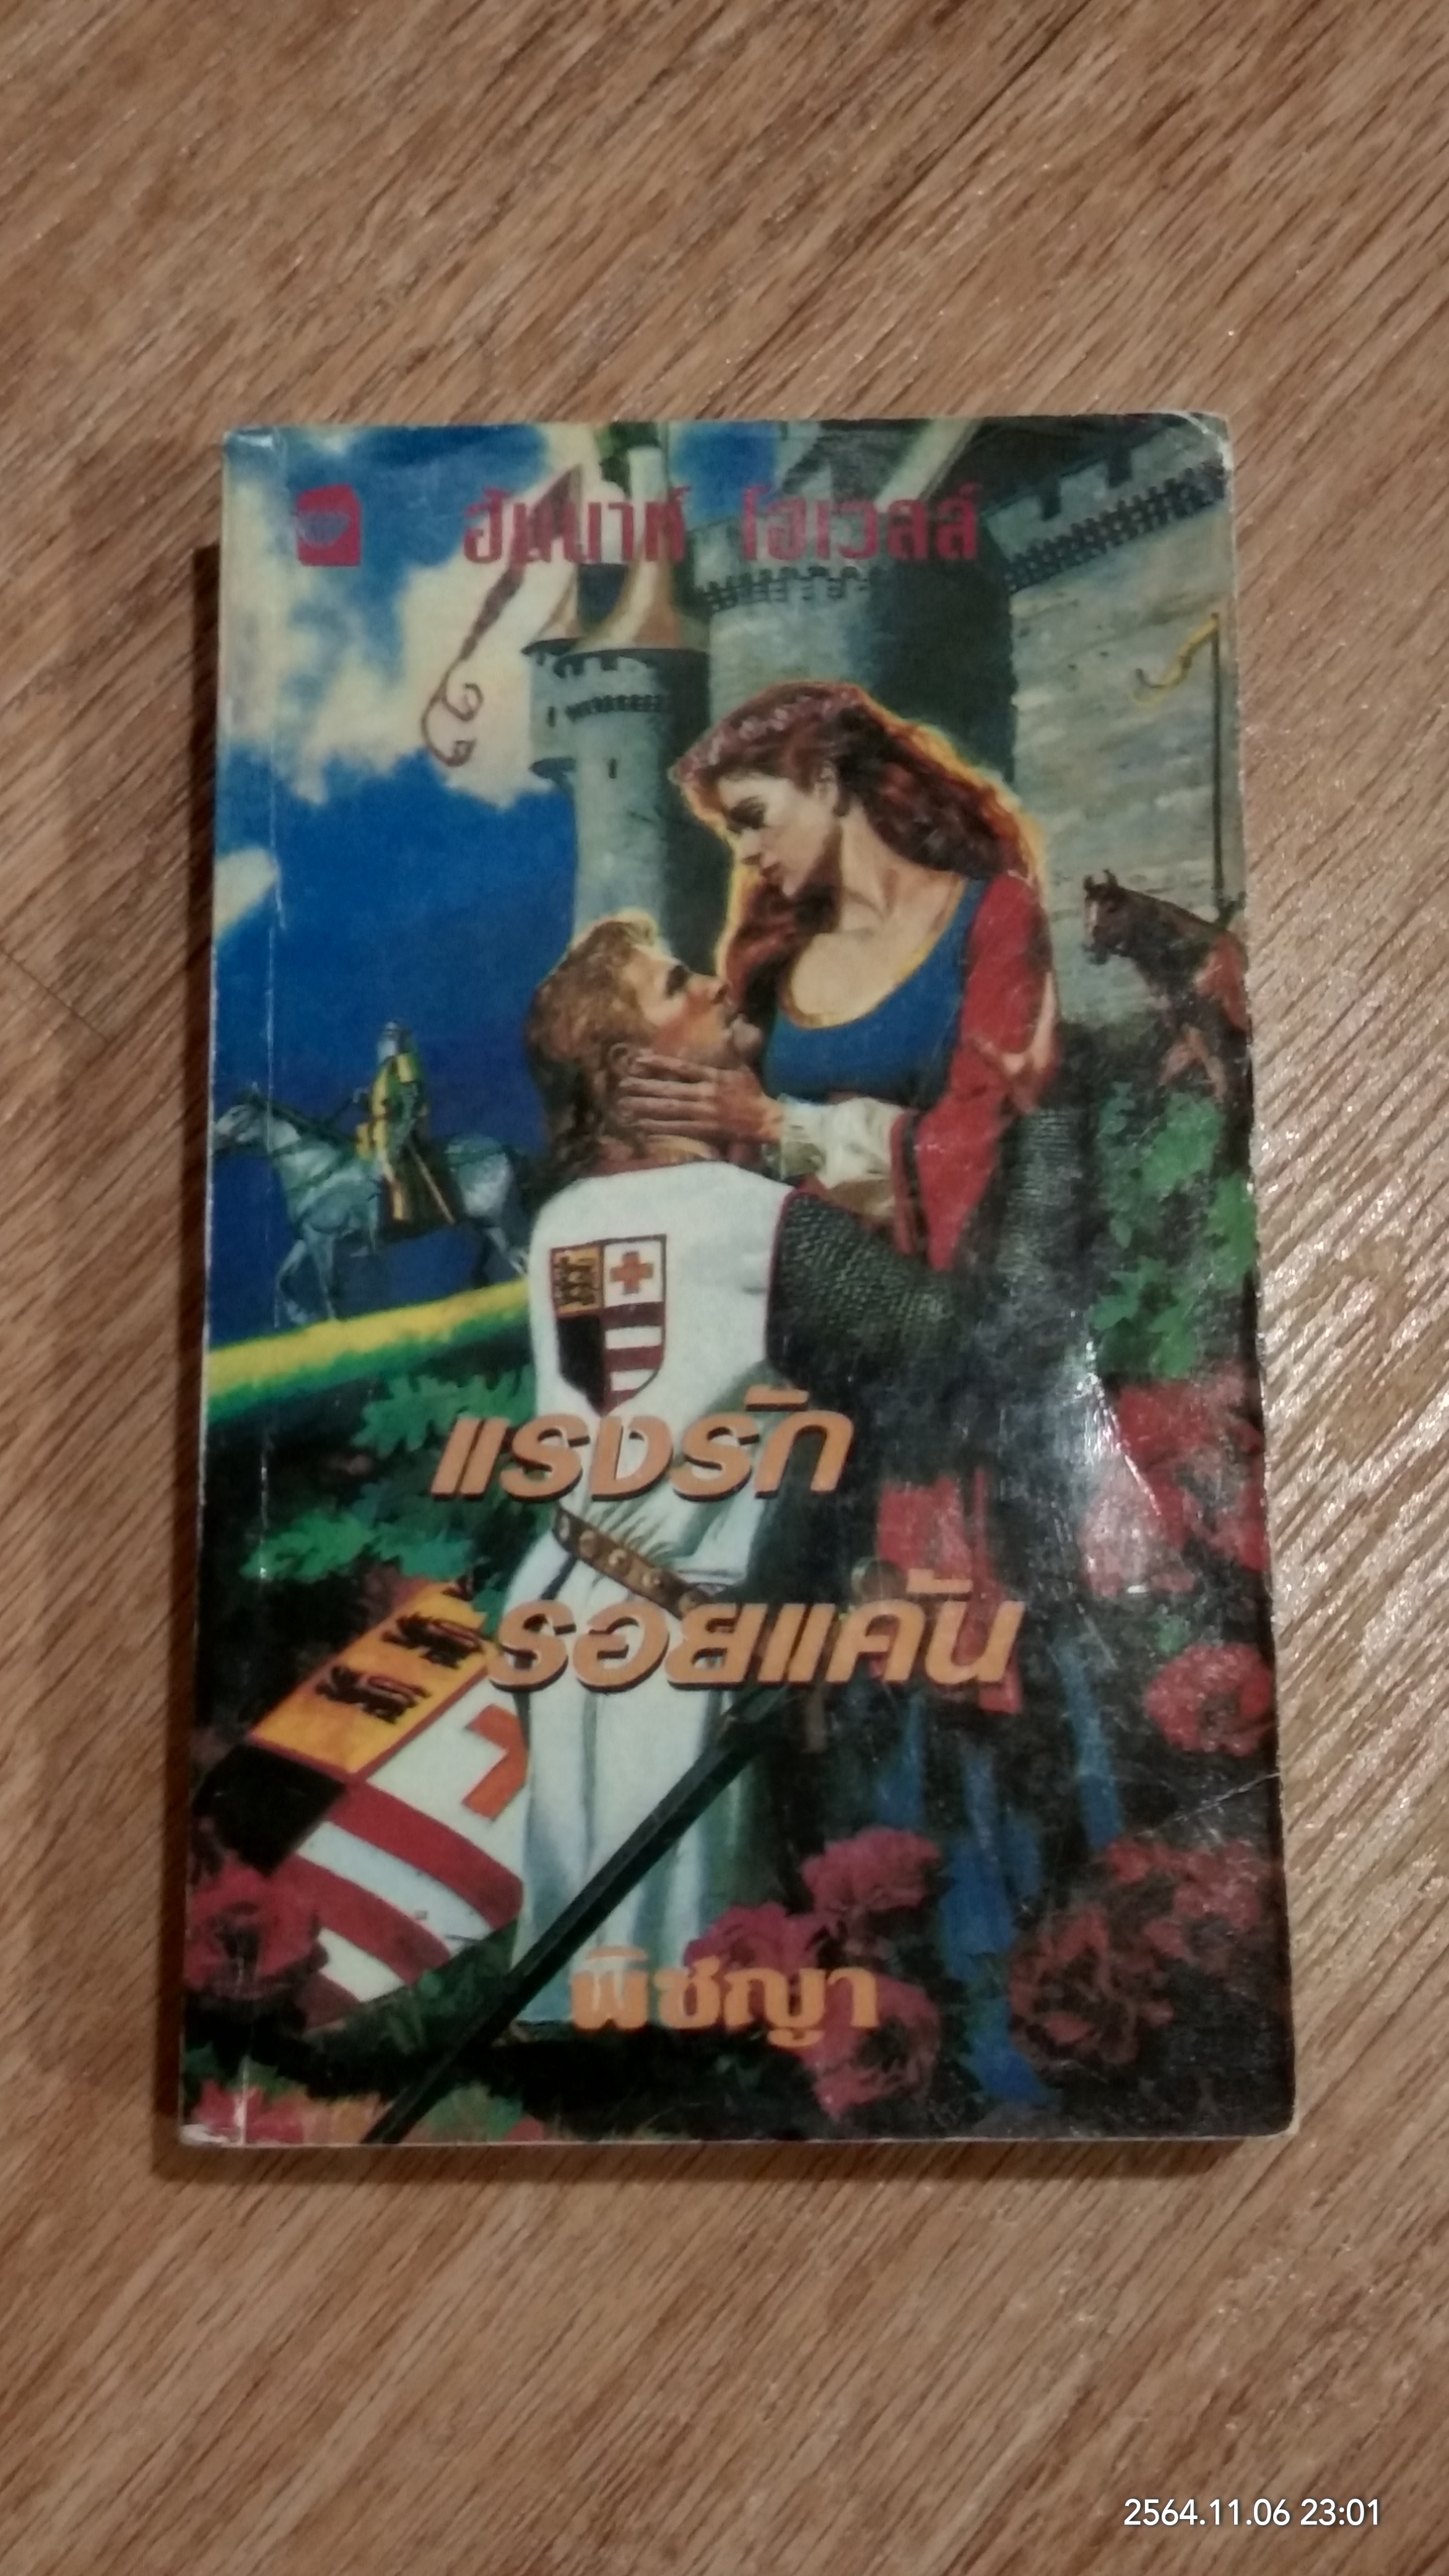 ฮันนาห์ โฮเวลล์
แรงรัก
รอยแค้น
พิชญา
2564.11.06 23:01